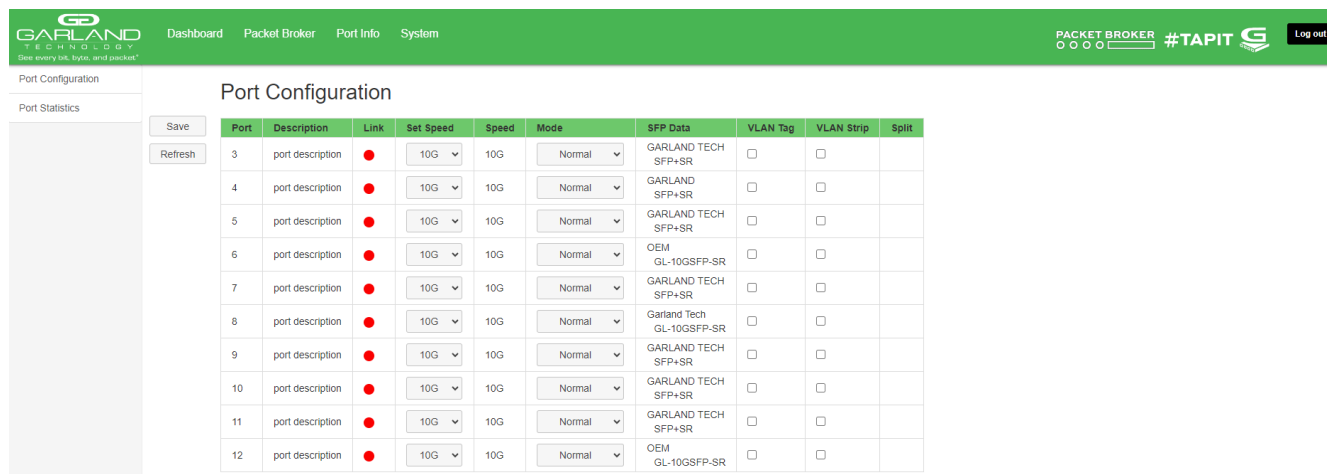 GARLAND
TECHNOLOGY
See every bit, byte, and packet®
Dashboard Packet Broker Port Info System
PACKET BROKER
#TAPIT
Log out
Port Configuration
Port Statistics
Port Configuration
Save
Refresh
Port Description Link Set Speed Speed Mode SFP Data VLAN Tag VLAN Strip Split
3 port description 10G 10G Normal GARLAND TECH
SFP+SR
4 port description 10G 10G Normal GARLAND
SFP+SR
5 port description 10G 10G Normal GARLAND TECH
SFP+SR
6 port description 10G 10G Normal OEM
GL-10GSFP-SR
7 port description 10G 10G Normal GARLAND TECH
SFP+SR
8 port description 10G 10G Normal Garland Tech
GL-10GSFP-SR
9 port description 10G 10G Normal GARLAND TECH
SFP+SR
10 port description 10G 10G Normal GARLAND TECH
SFP+SR
11 port description 10G 10G Normal GARLAND TECH
SFP+SR
12 port description 10G 10G Normal OEM
GL-10GSFP-SR